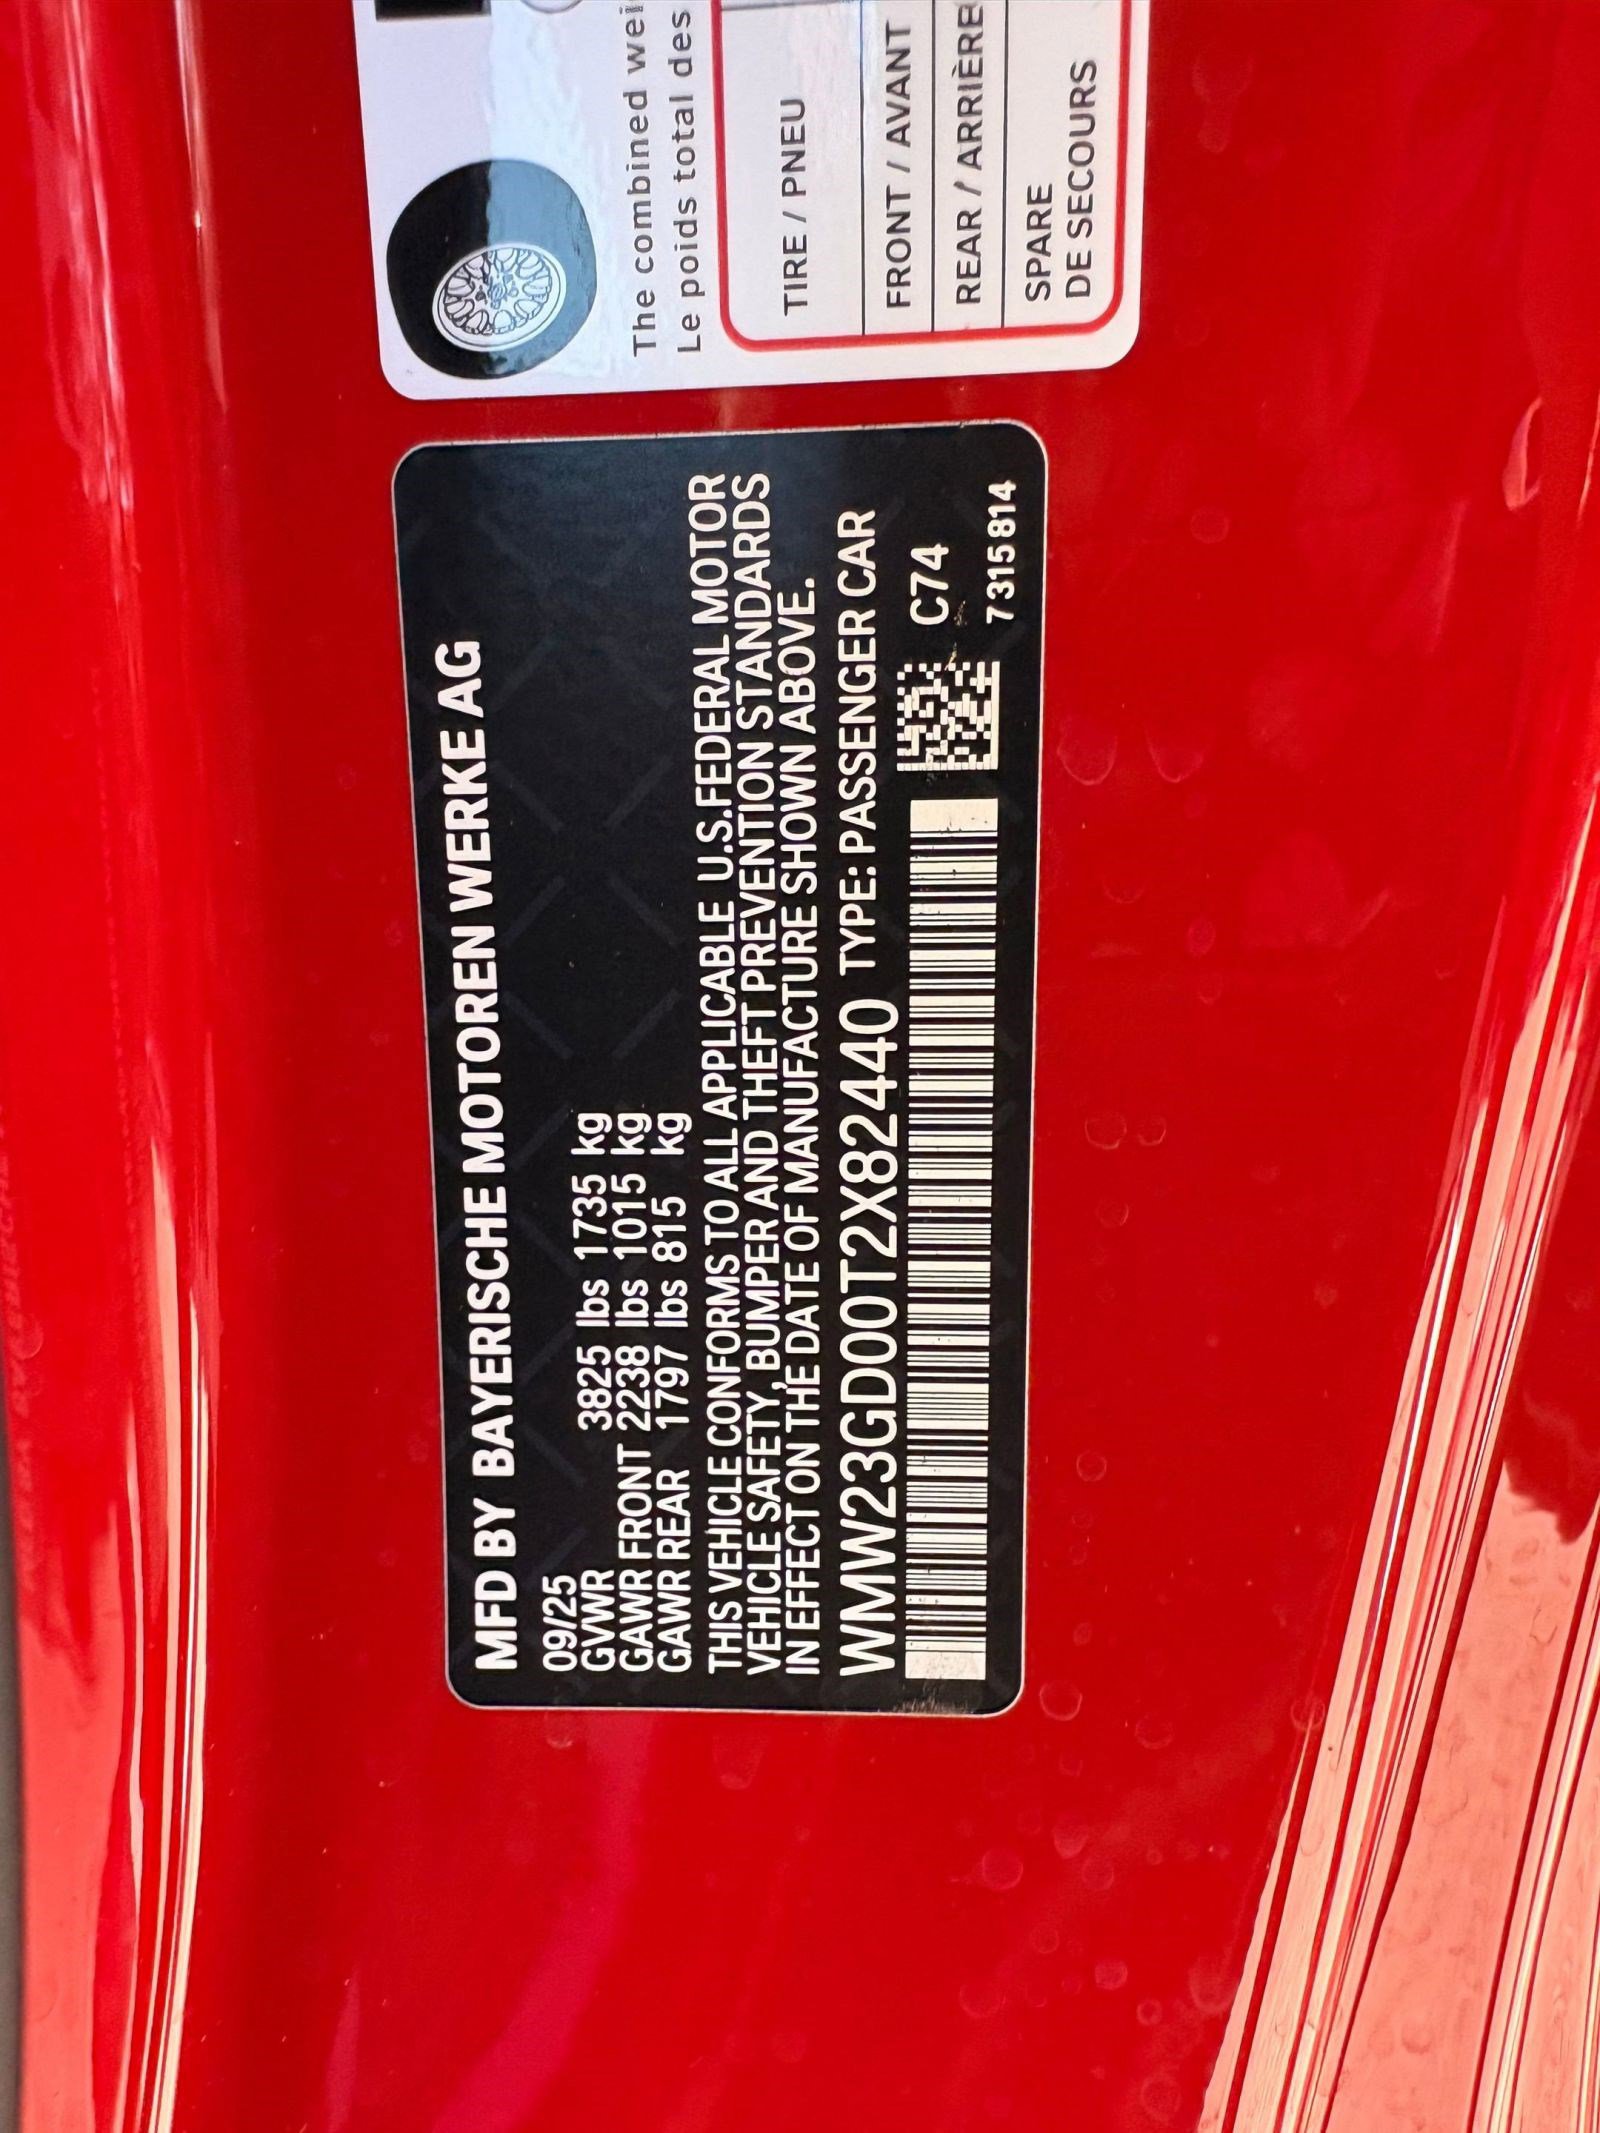 The combined wei
Le poids total des
TIRE / PNEU
FRONT / AVANT
REAR / ARRIÈRE
SPARE
DE SECOURS
MFD BY BAYERISCHE MOTOREN WERKE AG
09/25
GVWR 3825 lbs 1735 kg
GAWR FRONT 2238 lbs 1015 kg
GAWR REAR 1797 lbs 815 kg
THIS VEHICLE CONFORMS TO ALL APPLICABLE U.S.FEDERAL MOTOR
VEHICLE SAFETY, BUMPER AND THEFT PREVENTION STANDARDS
IN EFFECT ON THE DATE OF MANUFACTURE SHOWN ABOVE.
WMW23GD00T2X82440 TYPE: PASSENGER CAR
C74
7315814